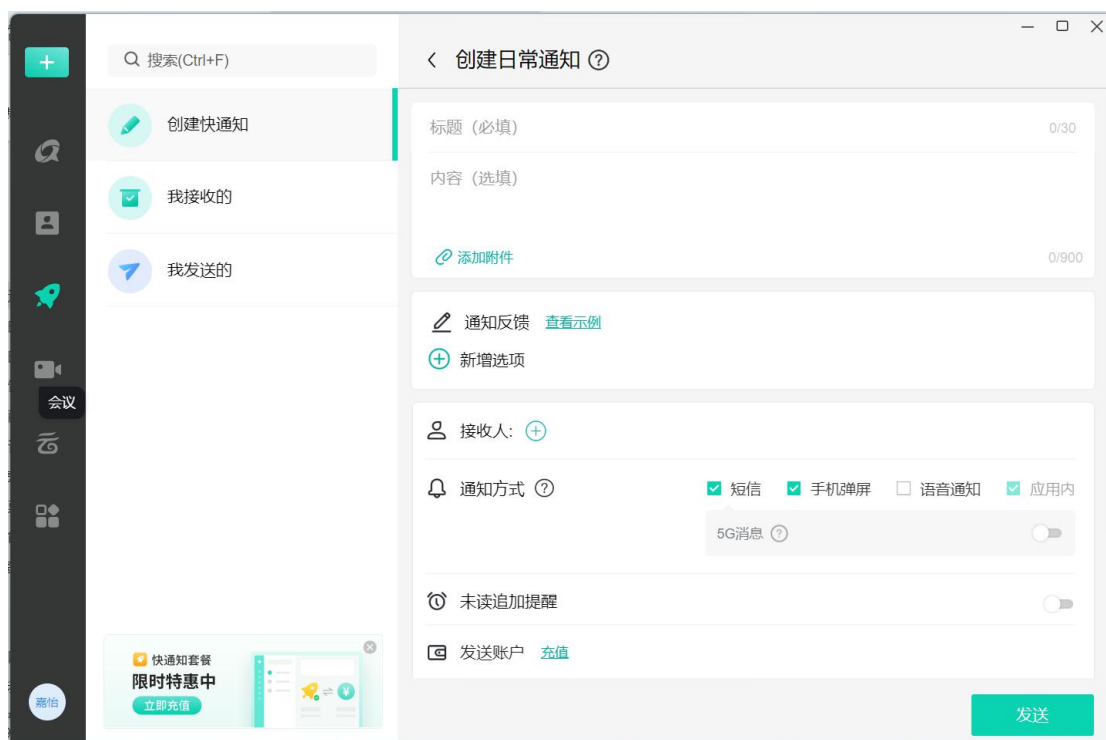 搜索(Ctrl+F)
创建快通知
我接收的
我发送的
会议
云
嘉怡
快通知套餐
限时特惠中
立即充值
创建日常通知
标题（必填）
0/30
内容（选填）
添加附件
0/900
通知反馈 查看示例
新增选项
接收人:
通知方式 短信 手机弹屏 语音通知 应用内
5G消息
未读追加提醒
发送账户 充值
发送